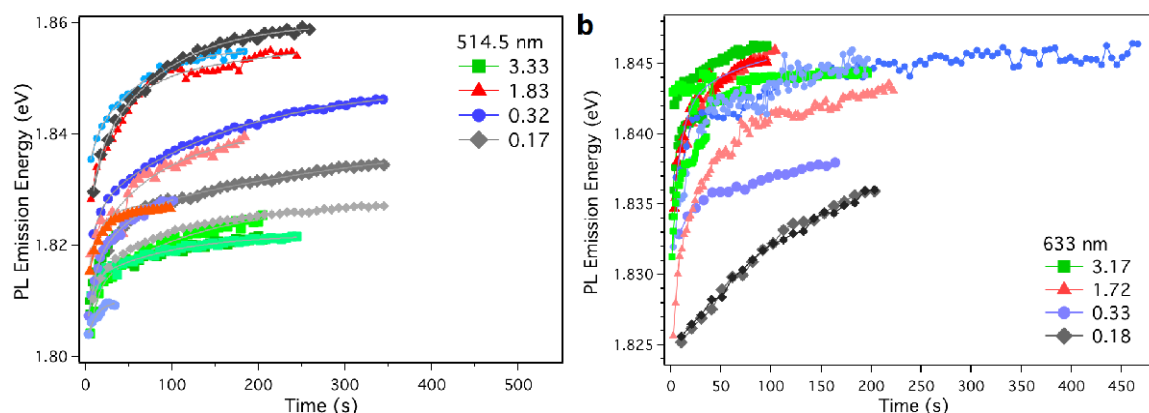 514.5 nm
3.33
1.83
0.32
0.17
PL Emission Energy (eV)
1.86
1.84
1.82
1.80
0 100 200 300 400 500
Time (s)
b
633 nm
3.17
1.72
0.33
0.18
PL Emission Energy (eV)
1.845
1.840
1.835
1.830
1.825
0 50 100 150 200 250 300 350 400 450
Time (s)